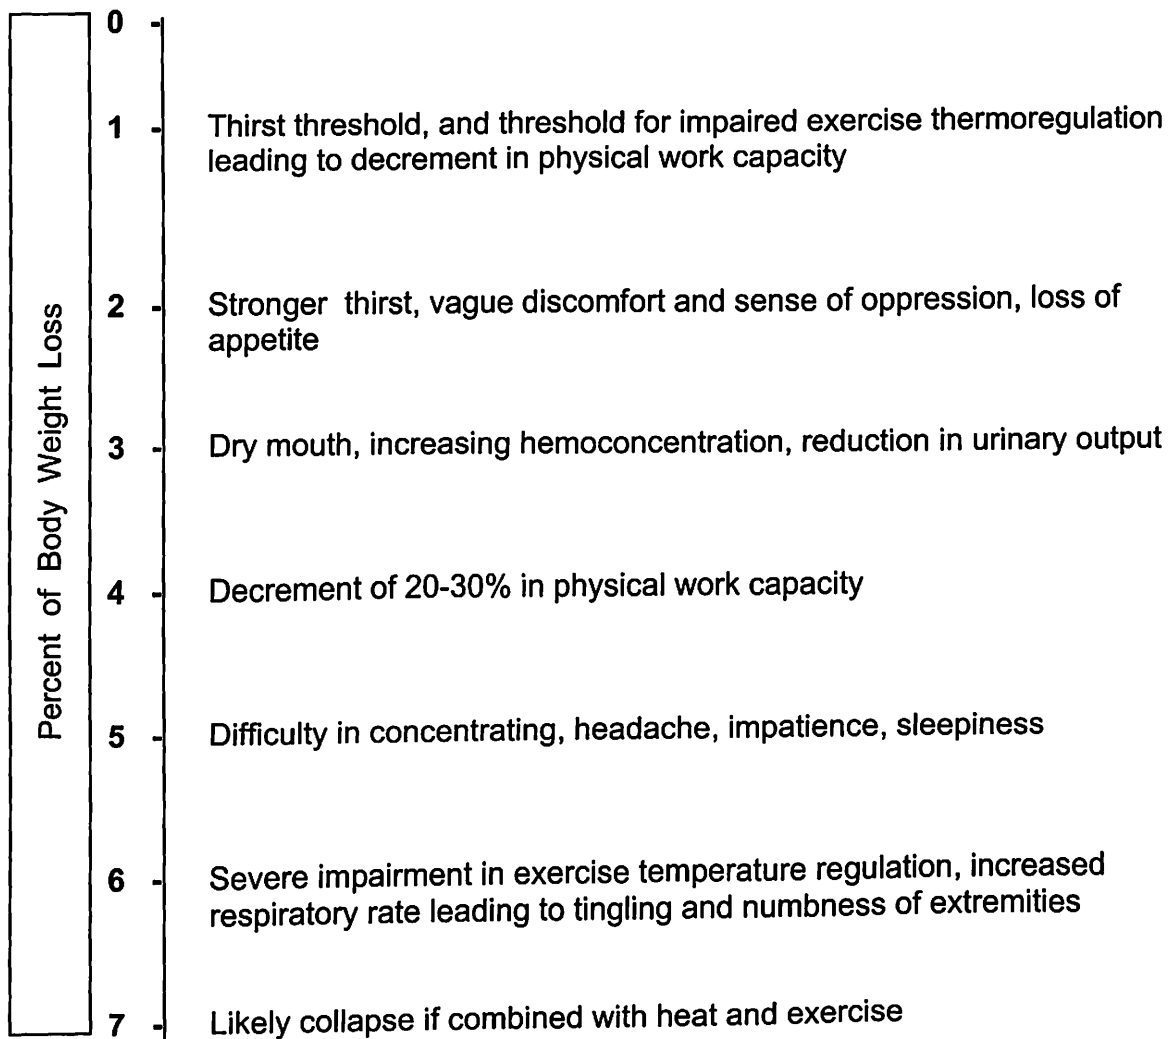 Percent of Body Weight Loss
0
1 Thirst threshold, and threshold for impaired exercise thermoregulation
leading to decrement in physical work capacity
2 Stronger thirst, vague discomfort and sense of oppression, loss of
appetite
3 Dry mouth, increasing hemoconcentration, reduction in urinary output
4 Decrement of 20-30% in physical work capacity
5 Difficulty in concentrating, headache, impatience, sleepiness
6 Severe impairment in exercise temperature regulation, increased
respiratory rate leading to tingling and numbness of extremities
7 Likely collapse if combined with heat and exercise